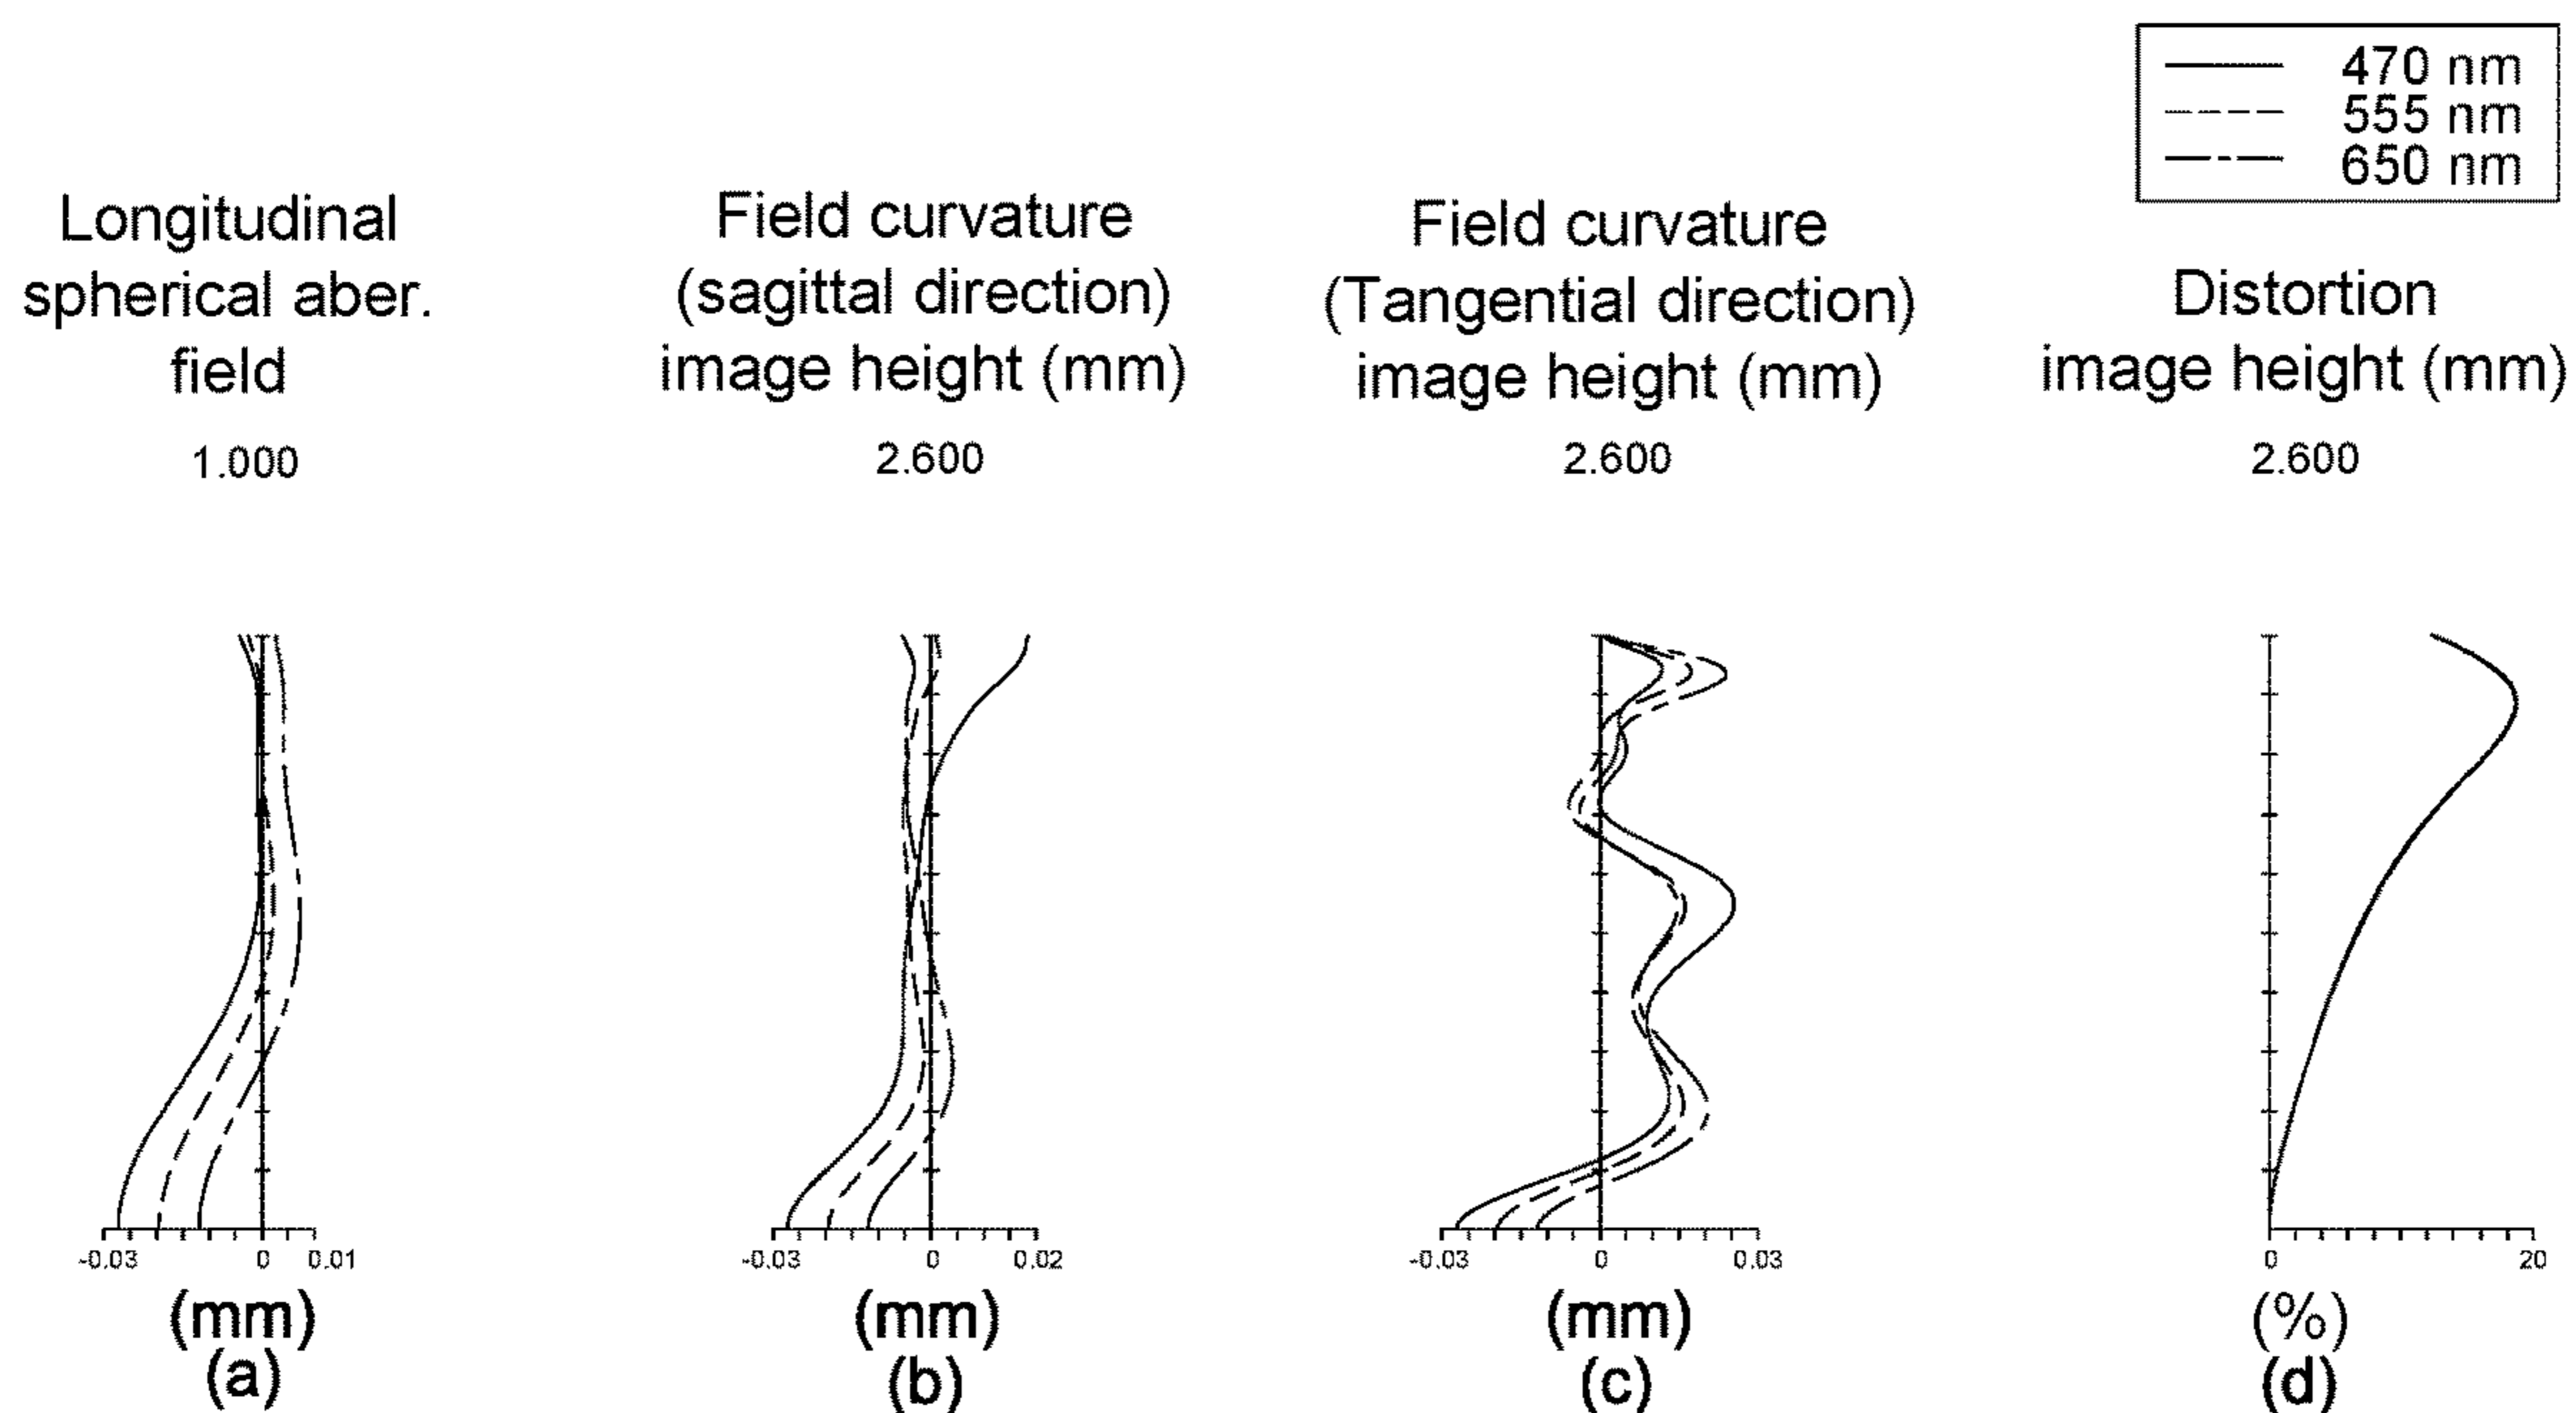 470 nm
555 nm
650 nm
Longitudinal
spherical aber.
field
1.000
Field curvature
(sagittal direction)
image height (mm)
2.600
Field curvature
(Tangential direction)
image height (mm)
2.600
Distortion
image height (mm)
2.600
-0.03 0 0.01
(mm)
(a)
-0.03 0 0.02
(mm)
(b)
-0.03 0 0.03
(mm)
(c)
0 20
(%)
(d)